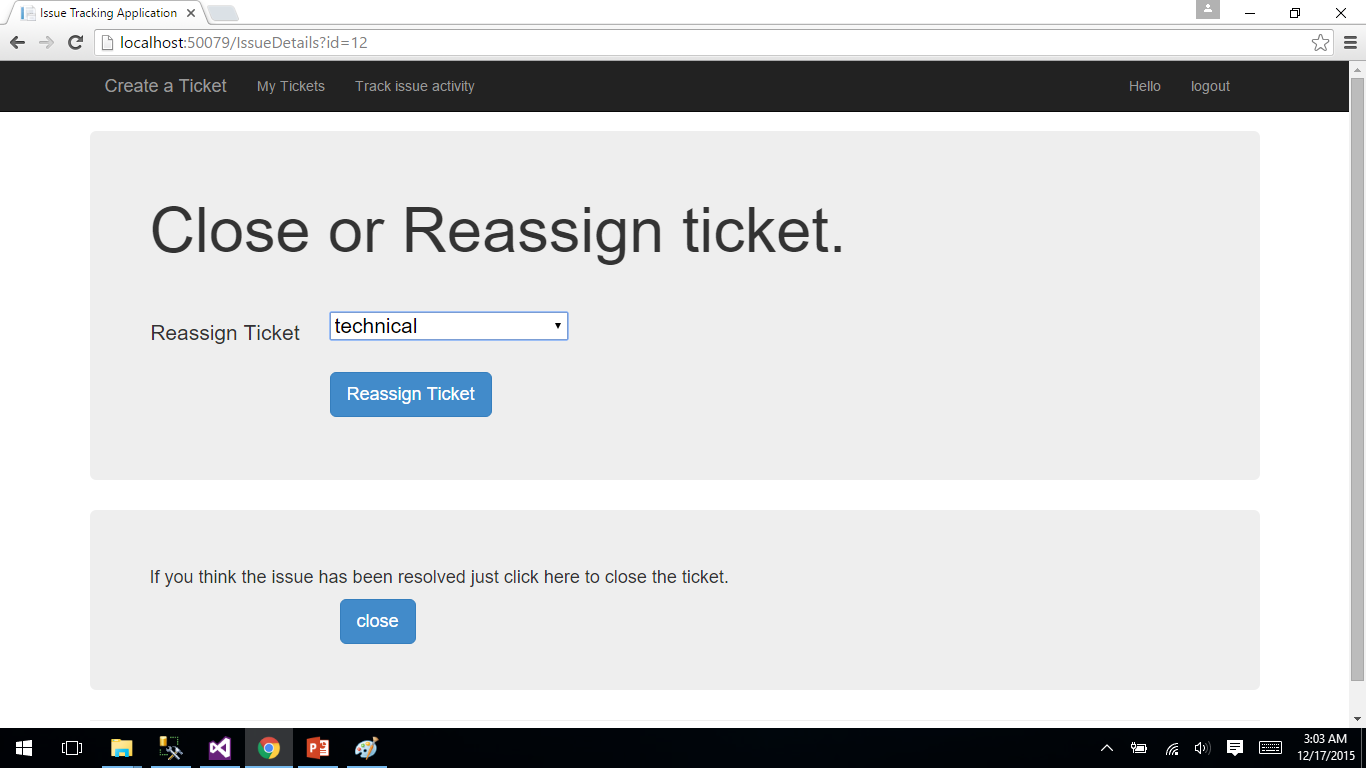 Issue Tracking Application
localhost:50079/IssueDetails?id=12
Create a Ticket My Tickets Track issue activity Hello logout
Close or Reassign ticket.
Reassign Ticket technical
Reassign Ticket
If you think the issue has been resolved just click here to close the ticket.
close
3:03 AM
12/17/2015